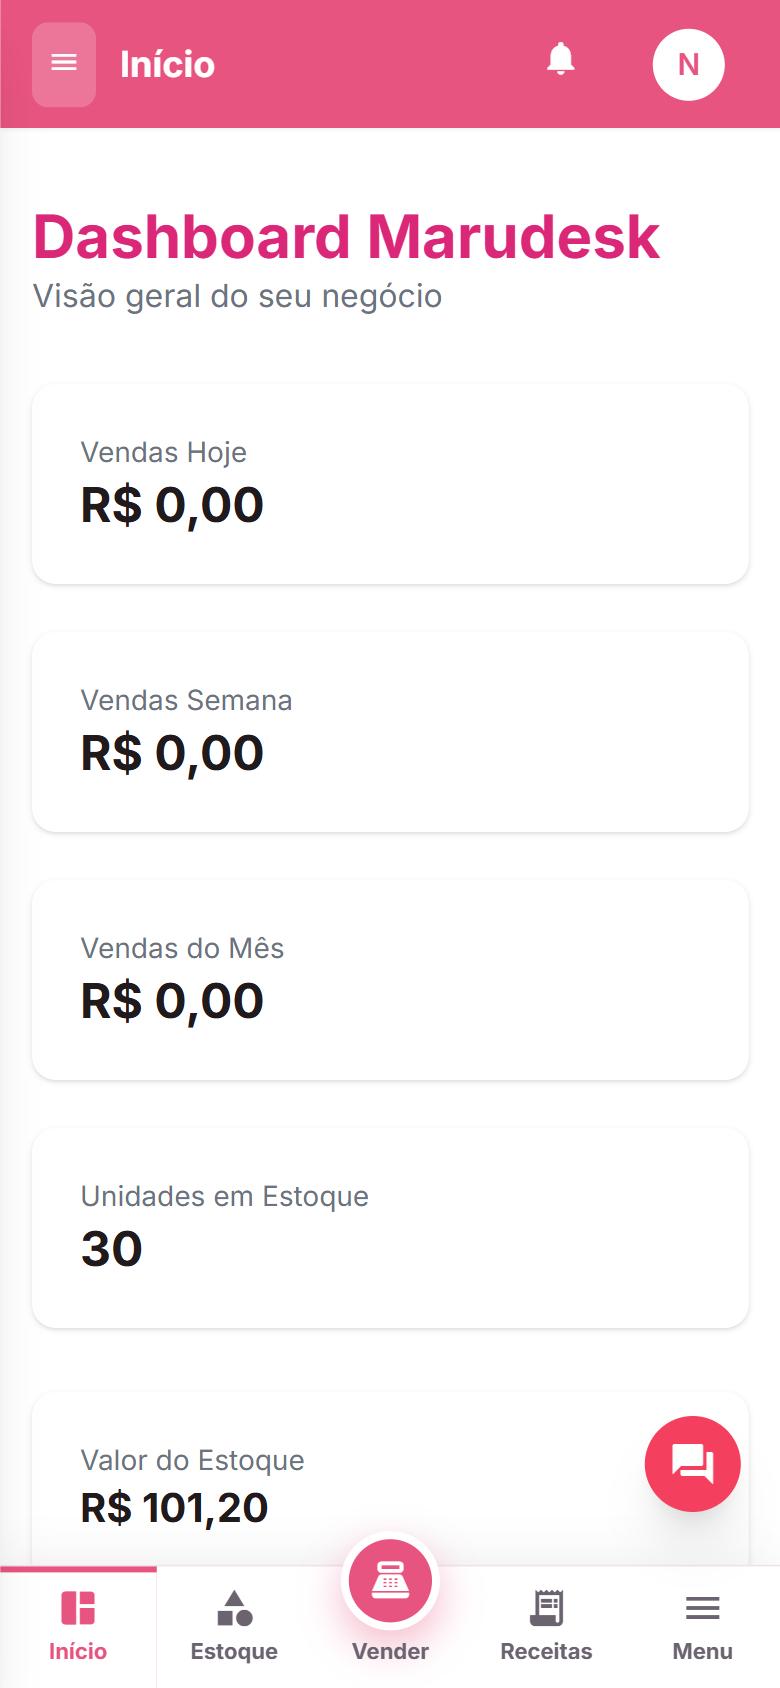 Início
N
Dashboard Marudesk
Visão geral do seu negócio
Vendas Hoje
R$ 0,00
Vendas Semana
R$ 0,00
Vendas do Mês
R$ 0,00
Unidades em Estoque
30
Valor do Estoque
R$ 101,20
Início
Estoque
Vender
Receitas
Menu